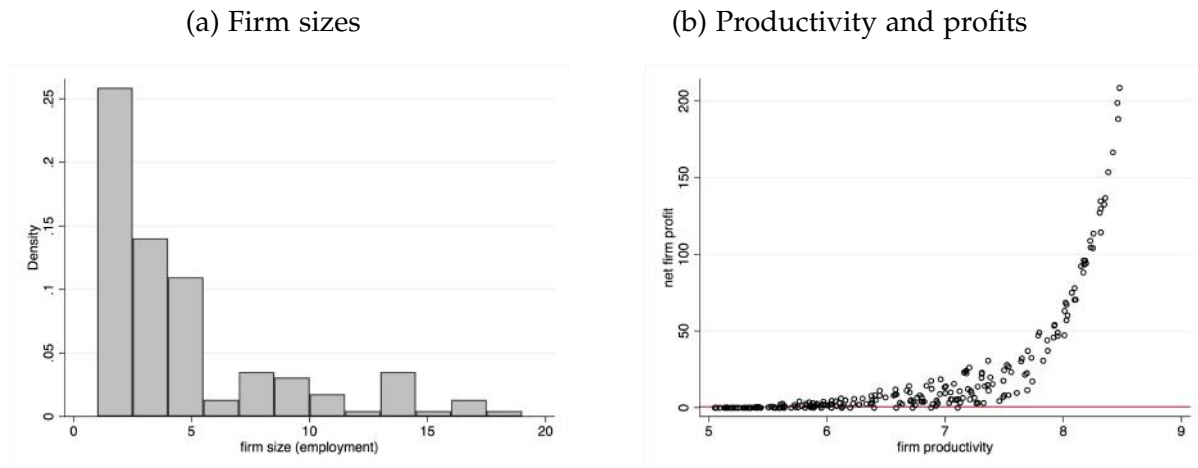 (a) Firm sizes
Density
.25
.2
.15
.1
.05
0
0 5 10 15 20
firm size (employment)
(b) Productivity and profits
net firm profit
200
150
100
50
0
5 6 7 8 9
firm productivity